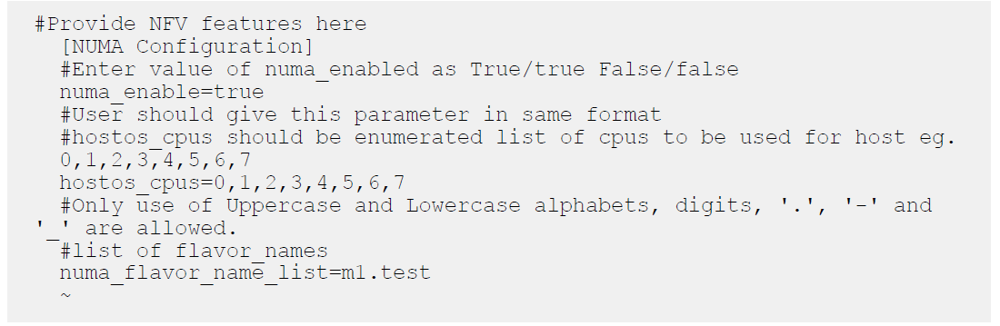 #Provide NFV features here
[NUMA Configuration]
#Enter value of numa_enabled as True/true False/false
numa_enable=true
#User should give this parameter in same format
#hostos_cpus should be enumerated list of cpus to be used for host eg.
0,1,2,3,4,5,6,7
hostos_cpus=0,1,2,3,4,5,6,7
#Only use of Uppercase and Lowercase alphabets, digits, '.', '-' and
'_' are allowed.
#list of flavor_names
numa_flavor_name_list=m1.test
~